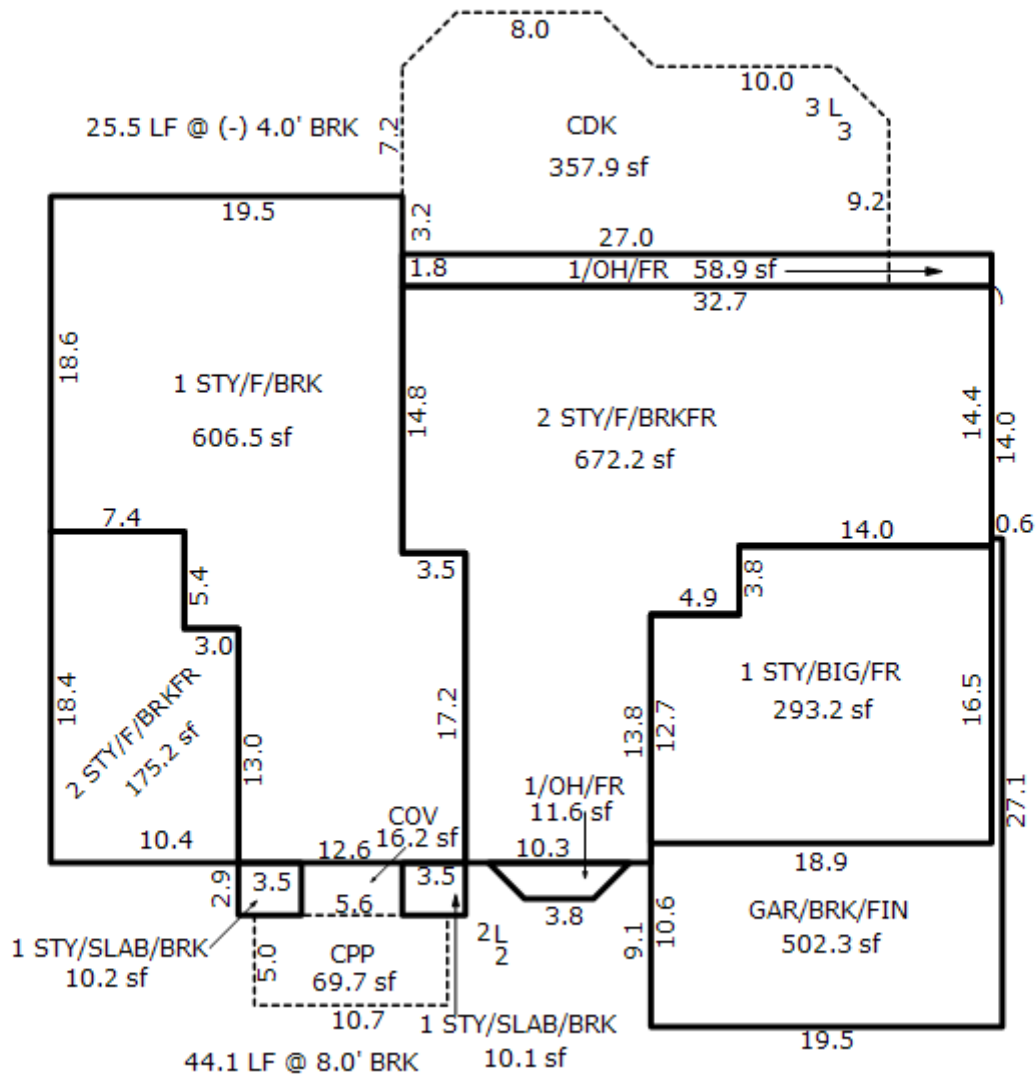 8.0
10.0
3 L
3
25.5 LF @ (-) 4.0' BRK
7.2
CDK
357.9 sf
9.2
19.5
3.2
27.0
1.8
1/OH/FR 58.9 sf
32.7
18.6
1 STY/F/BRK
606.5 sf
14.8
2 STY/F/BRKFR
672.2 sf
14.4
14.0
0.6
7.4
5.4
3.0
3.5
14.0
3.8
4.9
18.4
2 STY/F/BRKFR
175.2 sf
13.0
17.2
13.8
12.7
1 STY/BIG/FR
293.2 sf
16.5
27.1
1/OH/FR
11.6 sf
COV
16.2 sf
10.4
12.6
10.3
18.9
2.9
3.5
5.6
3.5
3.8
2 L
2
9.1
10.6
GAR/BRK/FIN
502.3 sf
1 STY/SLAB/BRK
10.2 sf
5.0
CPP
69.7 sf
10.7
1 STY/SLAB/BRK
10.1 sf
19.5
44.1 LF @ 8.0' BRK